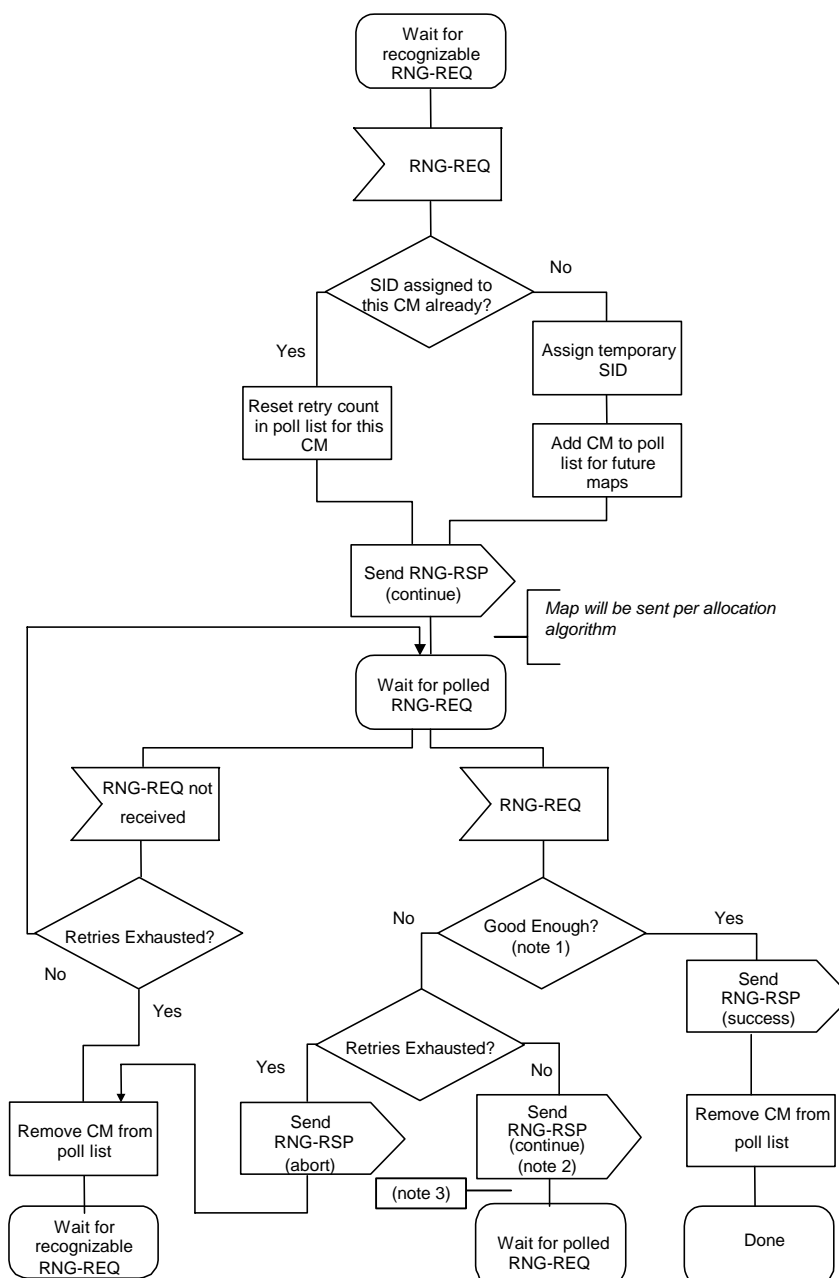 Wait for
recognizable
RNG-REQ
RNG-REQ
No
SID assigned to
this CM already?
Yes
Assign temporary
SID
Reset retry count
in poll list for this
CM
Add CM to poll
list for future
maps
Send RNG-RSP
(continue)
Map will be sent per allocation
algorithm
Wait for polled
RNG-REQ
RNG-REQ not
received
RNG-REQ
No
Good Enough?
(note 1)
Yes
Retries Exhausted?
No
Yes
Send
RNG-RSP
(success)
Retries Exhausted?
Yes
No
Remove CM from
poll list
Send
RNG-RSP
(abort)
Send
RNG-RSP
(continue)
(note 2)
Remove CM from
poll list
(note 3)
Wait for
recognizable
RNG-REQ
Wait for polled
RNG-REQ
Done